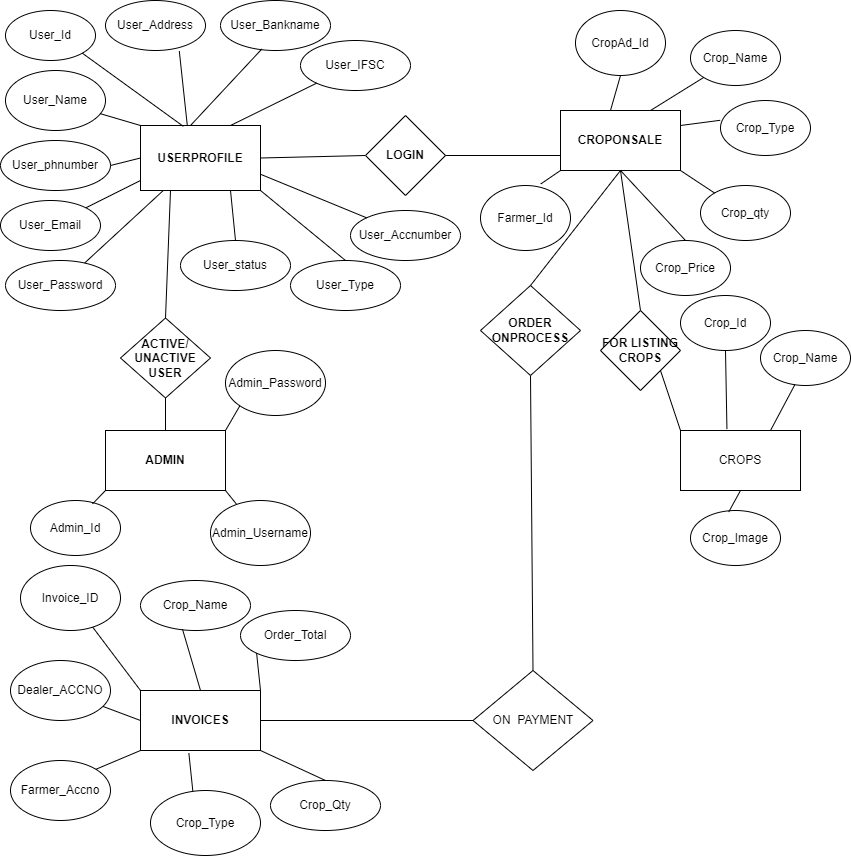 User_Id
User_Address
User_Bankname
User_IFSC
User_Name
User_phnumber
User_Email
User_Password
USERPROFILE
User_status
User_Type
User_Accnumber
LOGIN
CropAd_Id
Crop_Name
Crop_Type
CROPONSALE
Farmer_Id
Crop_qty
Crop_Price
ACTIVE/
UNACTIVE
USER
ORDER
ONPROCESS
FOR LISTING
CROPS
Crop_Id
Crop_Name
CROPS
Crop_Image
Admin_Password
ADMIN
Admin_Id
Admin_Username
Invoice_ID
Crop_Name
Order_Total
Dealer_ACCNO
INVOICES
ON  PAYMENT
Farmer_Accno
Crop_Type
Crop_Qty